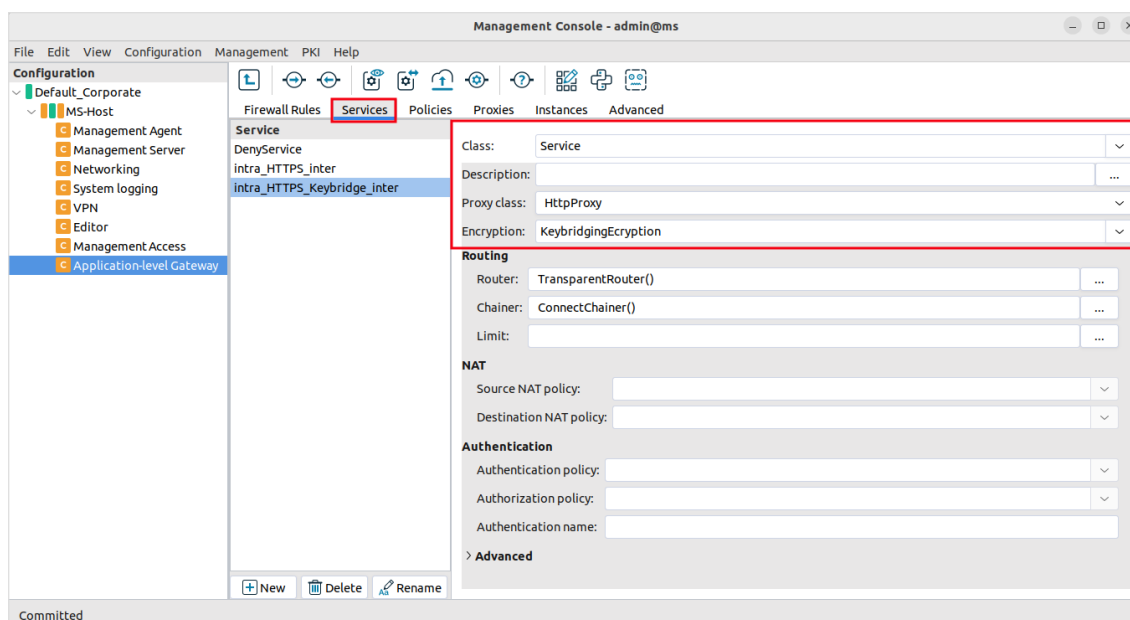 Management Console - admin@ms
File Edit View Configuration Management PKI Help
Configuration
Default_Corporate
MS-Host
C Management Agent
C Management Server
C Networking
C System logging
C VPN
C Editor
C Management Access
C Application-level Gateway
Firewall Rules Services Policies Proxies Instances Advanced
Service
DenyService
intra_HTTPS_inter
intra_HTTPS_Keybridge_inter
New Delete Rename
Class: Service
Description: ...
Proxy class: HttpProxy
Encryption: KeybridgingEcryption
Routing
Router: TransparentRouter() ...
Chainer: ConnectChainer() ...
Limit: ...
NAT
Source NAT policy:
Destination NAT policy:
Authentication
Authentication policy:
Authorization policy:
Authentication name:
Advanced
Committed